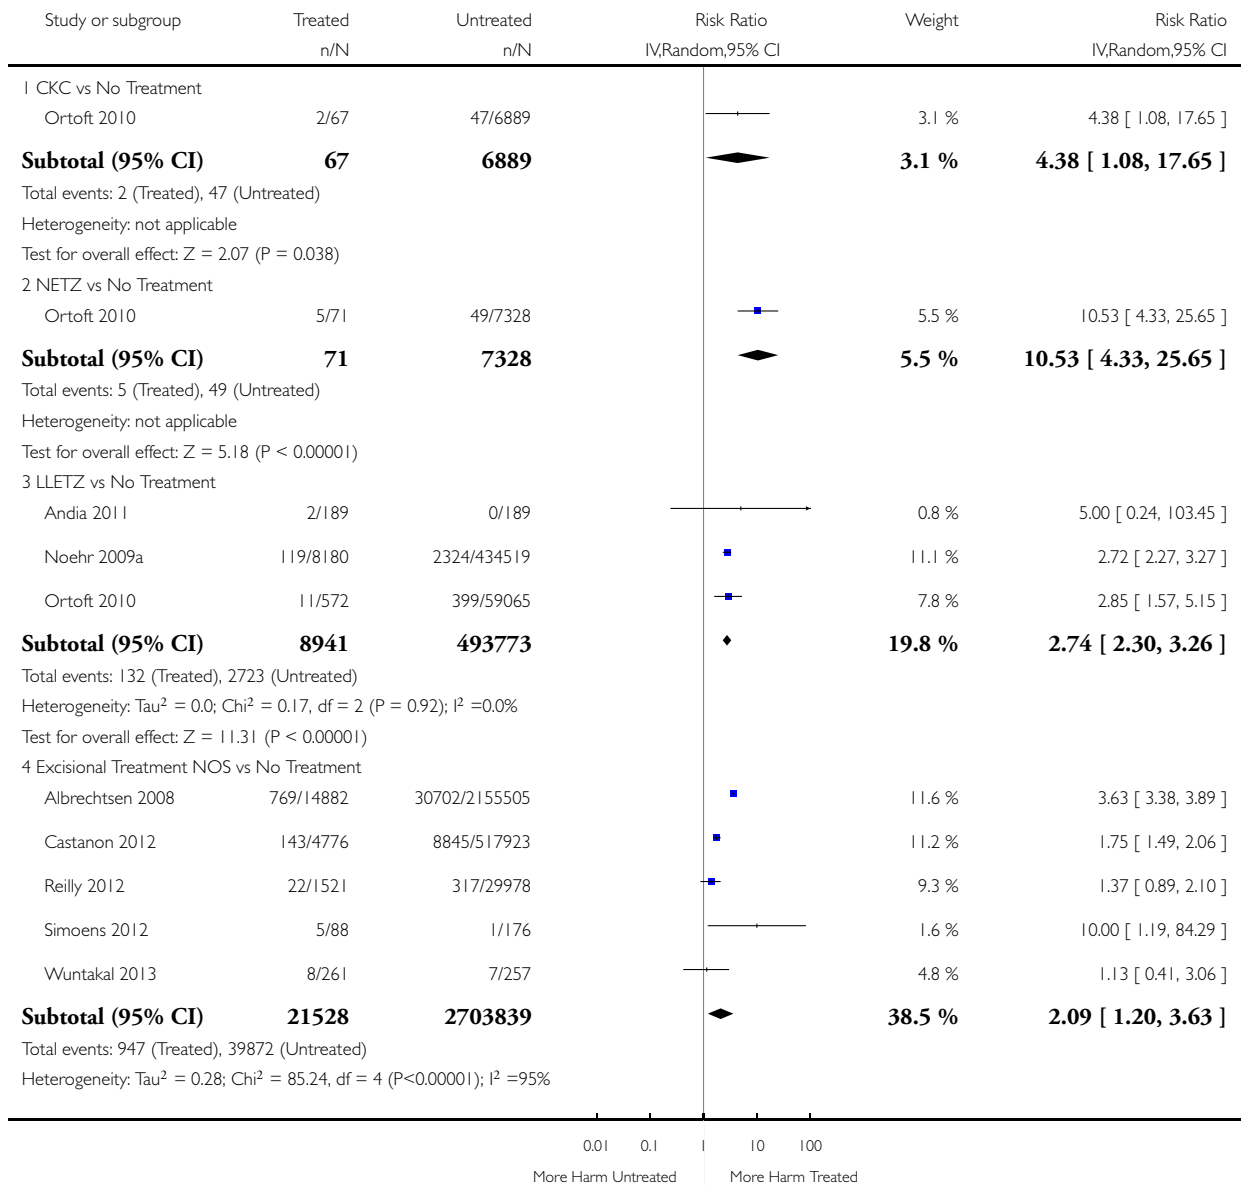 Study or subgroup Treated Untreated Risk Ratio Weight Risk Ratio
n/N n/N IV,Random,95% CI IV,Random,95% CI
1 CKC vs No Treatment
Ortoft 2010 2/67 47/6889 3.1 % 4.38 [ 1.08, 17.65 ]
Subtotal (95% CI) 67 6889 3.1 % 4.38 [ 1.08, 17.65 ]
Total events: 2 (Treated), 47 (Untreated)
Heterogeneity: not applicable
Test for overall effect: Z = 2.07 (P = 0.038)
2 NETZ vs No Treatment
Ortoft 2010 5/71 49/7328 5.5 % 10.53 [ 4.33, 25.65 ]
Subtotal (95% CI) 71 7328 5.5 % 10.53 [ 4.33, 25.65 ]
Total events: 5 (Treated), 49 (Untreated)
Heterogeneity: not applicable
Test for overall effect: Z = 5.18 (P < 0.00001)
3 LLETZ vs No Treatment
Andia 2011 2/189 0/189 0.8 % 5.00 [ 0.24, 103.45 ]
Noehr 2009a 119/8180 2324/434519 11.1 % 2.72 [ 2.27, 3.27 ]
Ortoft 2010 11/572 399/59065 7.8 % 2.85 [ 1.57, 5.15 ]
Subtotal (95% CI) 8941 493773 19.8 % 2.74 [ 2.30, 3.26 ]
Total events: 132 (Treated), 2723 (Untreated)
Heterogeneity: Tau² = 0.0; Chi² = 0.17, df = 2 (P = 0.92); I² =0.0%
Test for overall effect: Z = 11.31 (P < 0.00001)
4 Excisional Treatment NOS vs No Treatment
Albrechtsen 2008 769/14882 30702/2155505 11.6 % 3.63 [ 3.38, 3.89 ]
Castanon 2012 143/4776 8845/517923 11.2 % 1.75 [ 1.49, 2.06 ]
Reilly 2012 22/1521 317/29978 9.3 % 1.37 [ 0.89, 2.10 ]
Simoens 2012 5/88 1/176 1.6 % 10.00 [ 1.19, 84.29 ]
Wuntakal 2013 8/261 7/257 4.8 % 1.13 [ 0.41, 3.06 ]
Subtotal (95% CI) 21528 2703839 38.5 % 2.09 [ 1.20, 3.63 ]
Total events: 947 (Treated), 39872 (Untreated)
Heterogeneity: Tau² = 0.28; Chi² = 85.24, df = 4 (P<0.00001); I² =95%
0.01 0.1 1 10 100
More Harm Untreated More Harm Treated